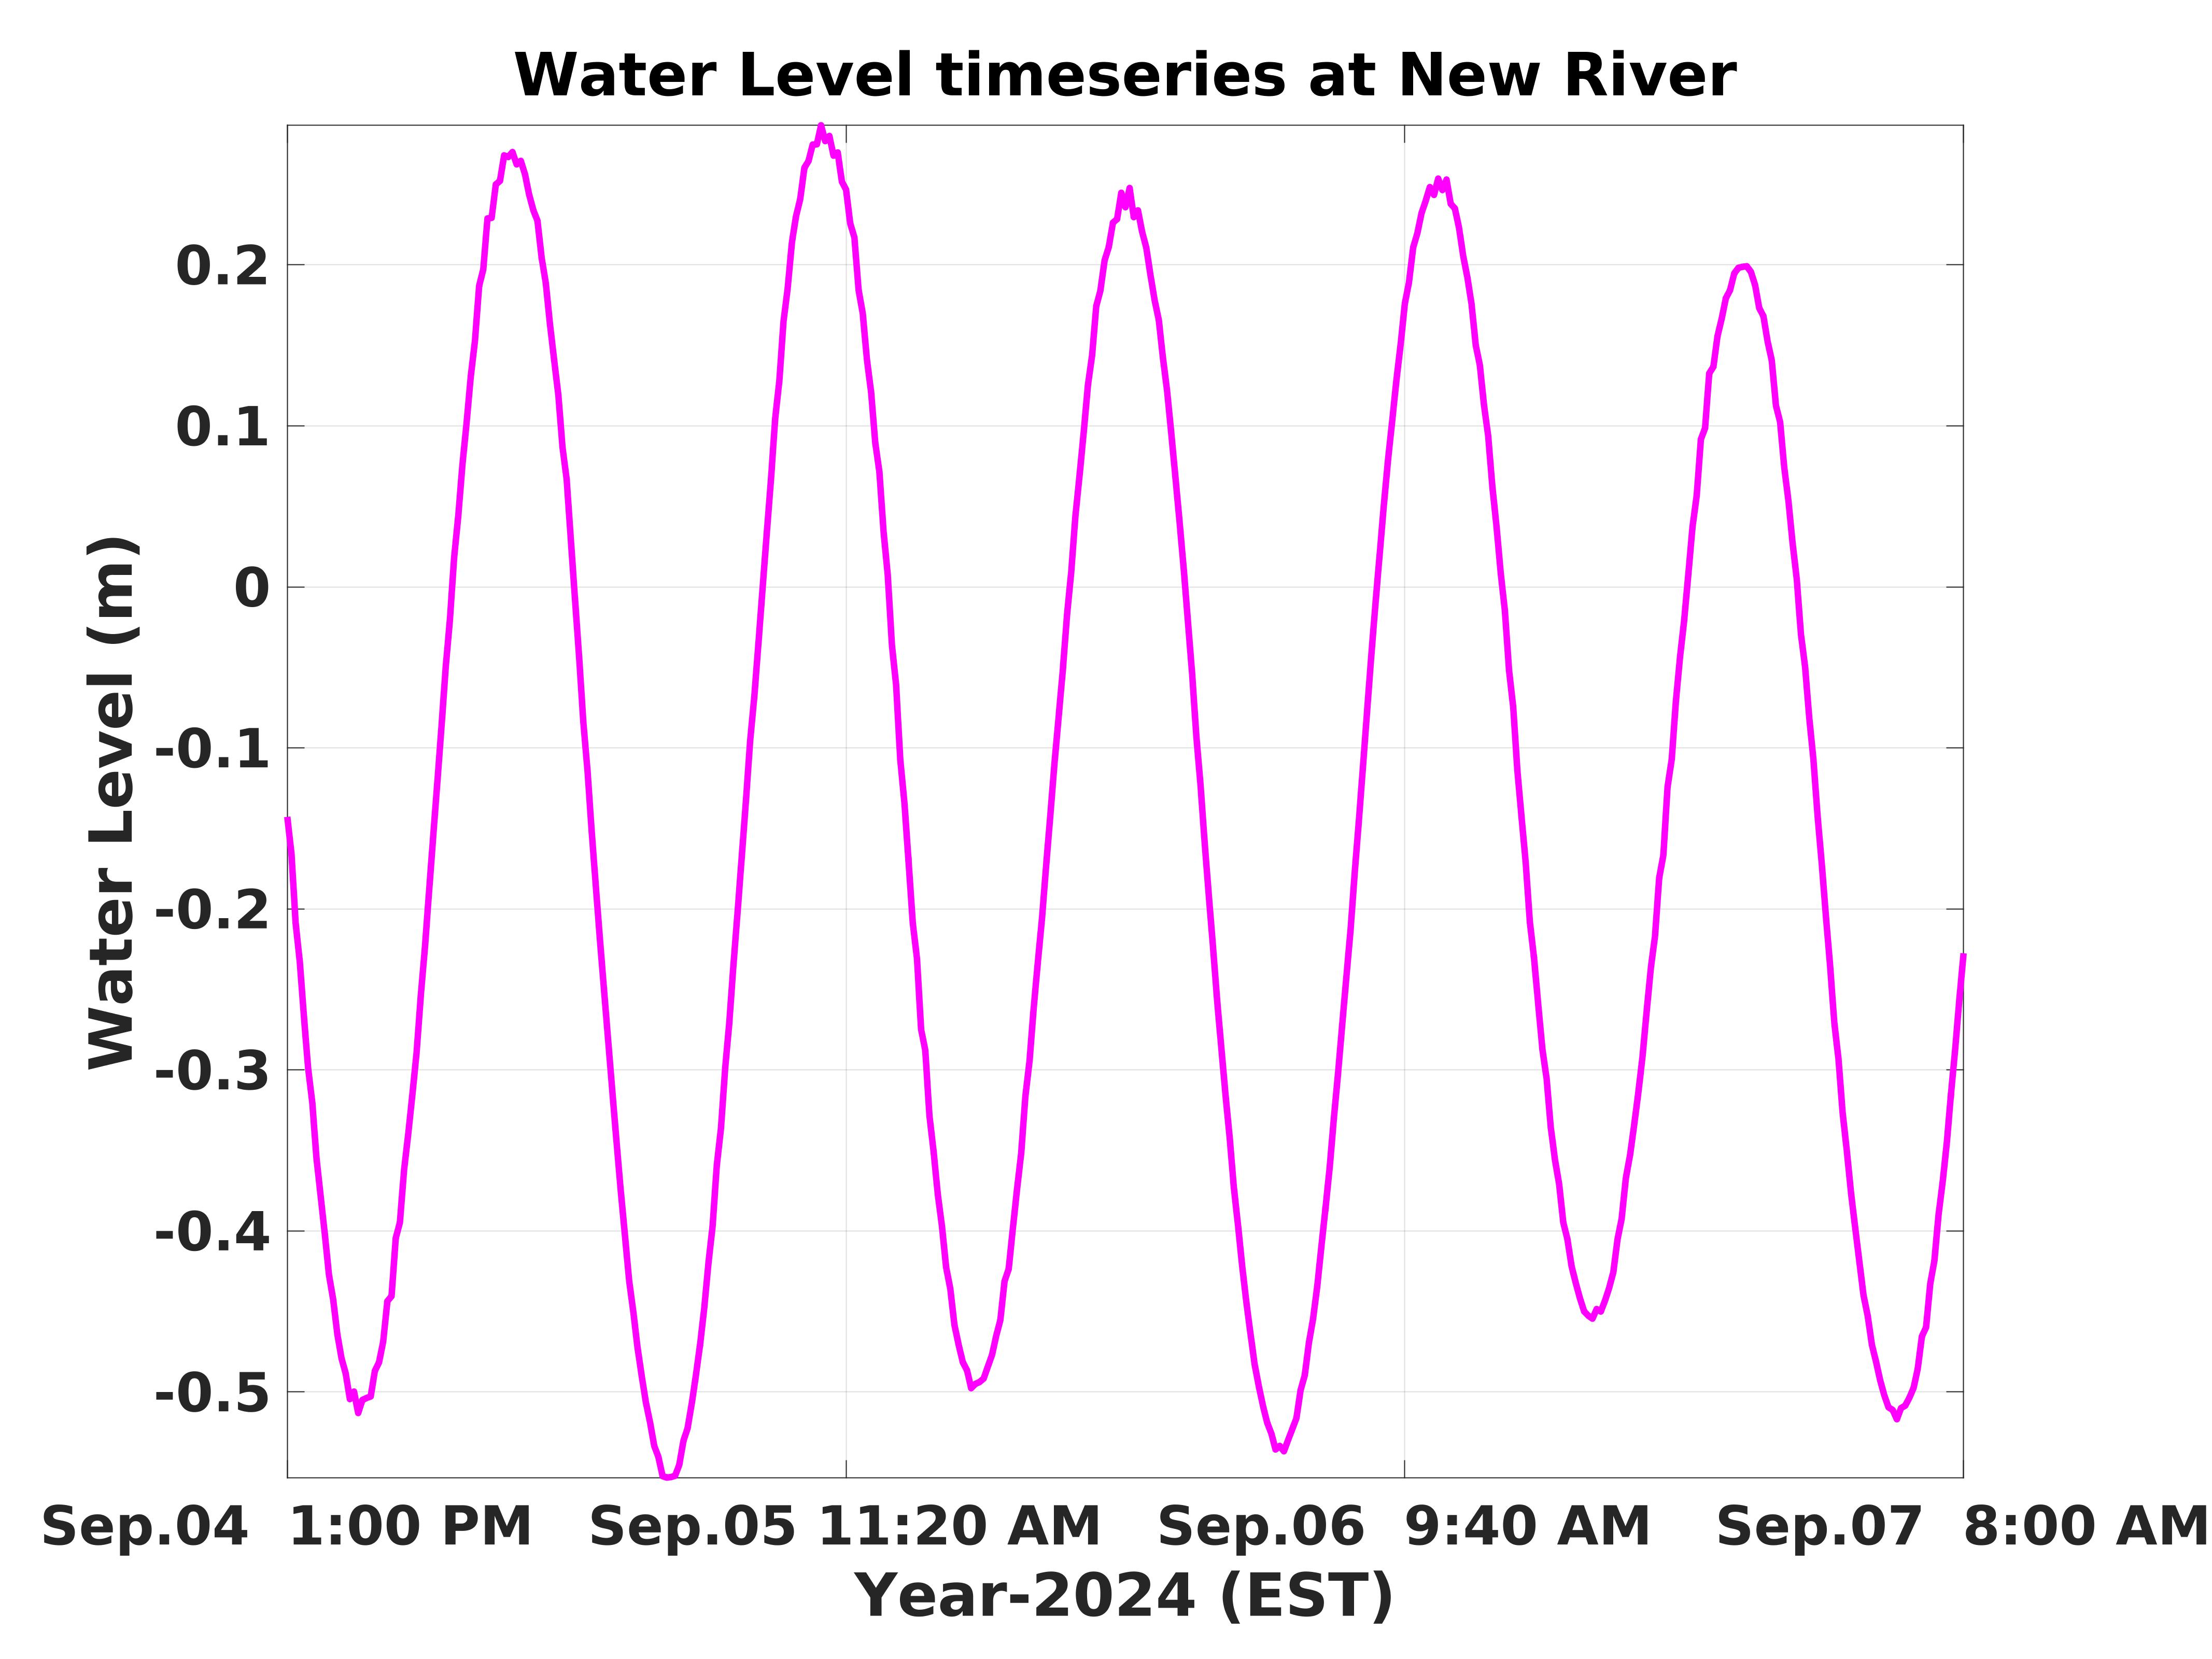 Water Level timeseries at New River
Water Level (m)
0.2
0.1
0
-0.1
-0.2
-0.3
-0.4
-0.5
Sep.04 1:00 PM Sep.05 11:20 AM Sep.06 9:40 AM Sep.07 8:00 AM
Year-2024 (EST)